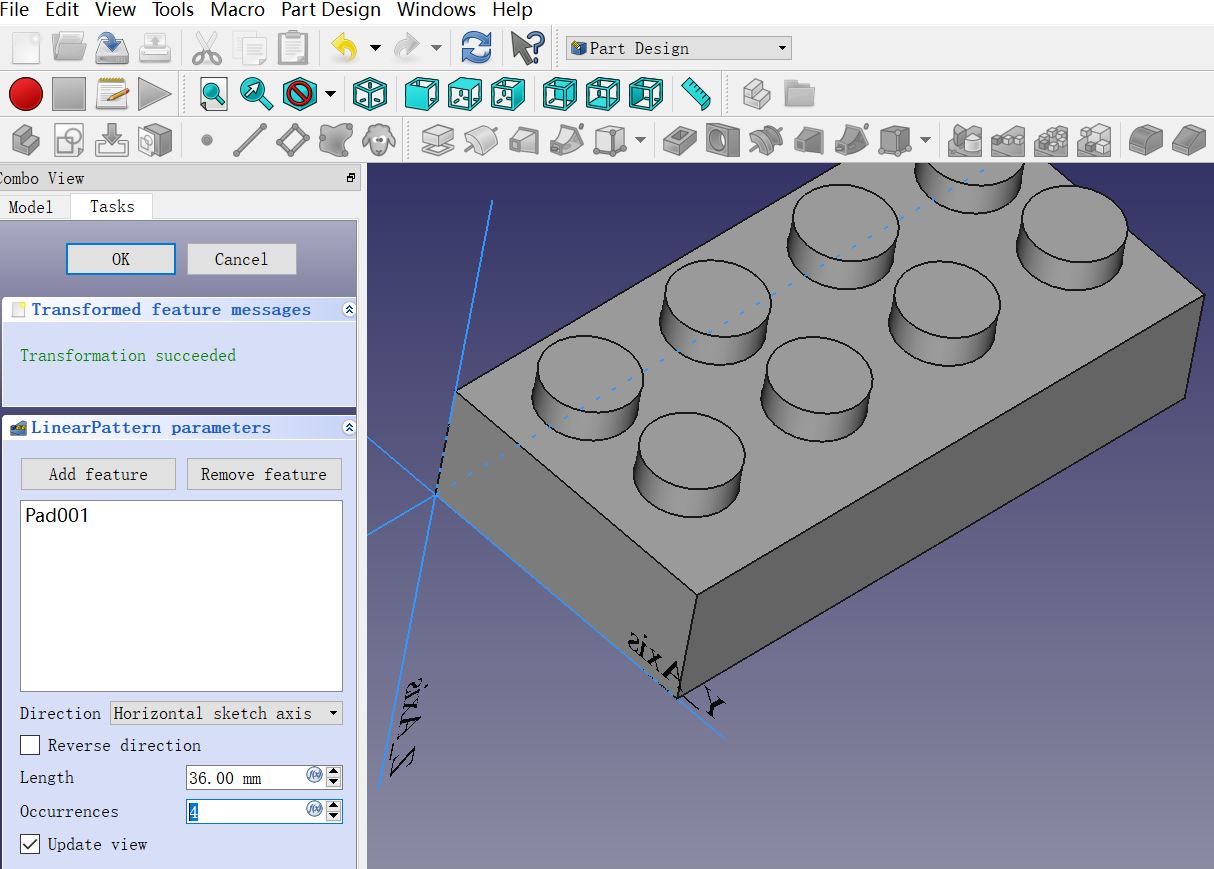 File Edit View Tools Macro Part Design Windows Help
Part Design
Combo View
Model Tasks
OK Cancel
Transformed feature messages
Transformation succeeded
LinearPattern parameters
Add feature Remove feature
Pad001
Direction Horizontal sketch axis
Reverse direction
Length 36.00 mm
Occurrences 4
Update view
Y_Axis
Z_Axis